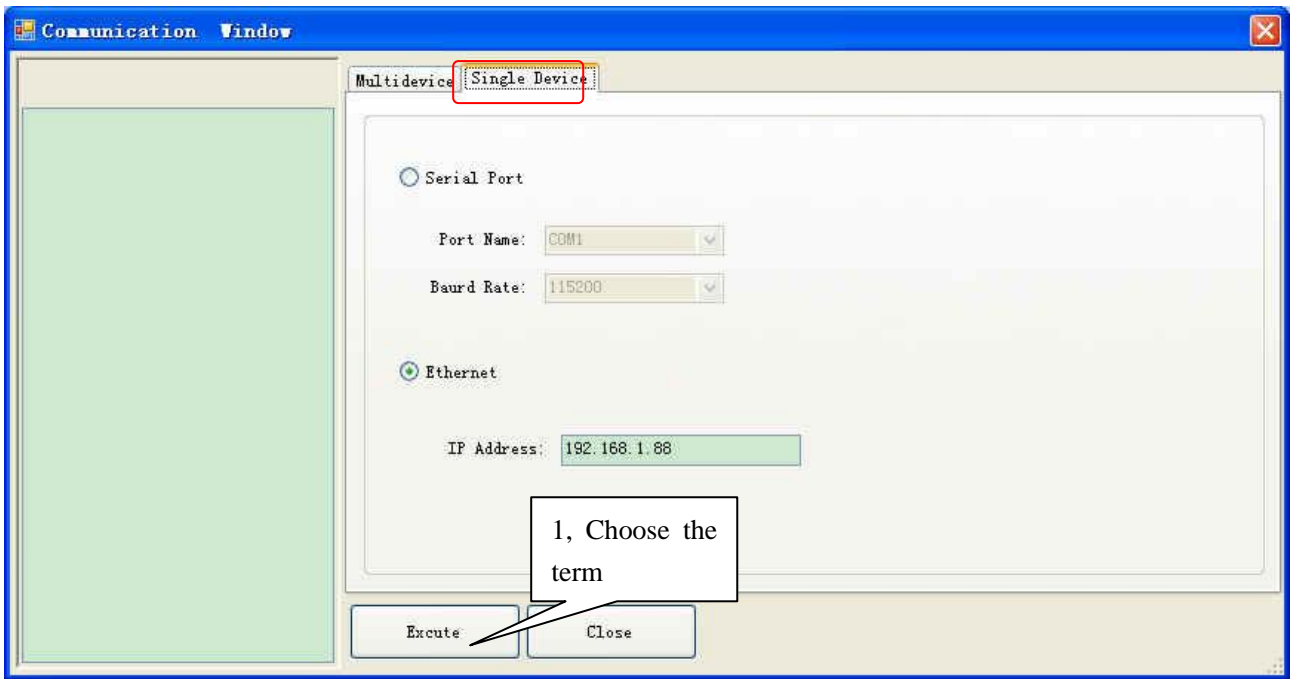 Communication Window
Multidevice Single Device
Serial Port
Port Name: COM1
Baurd Rate: 115200
Ethernet
IP Address: 192.168.1.88
1, Choose the
term
Excute Close